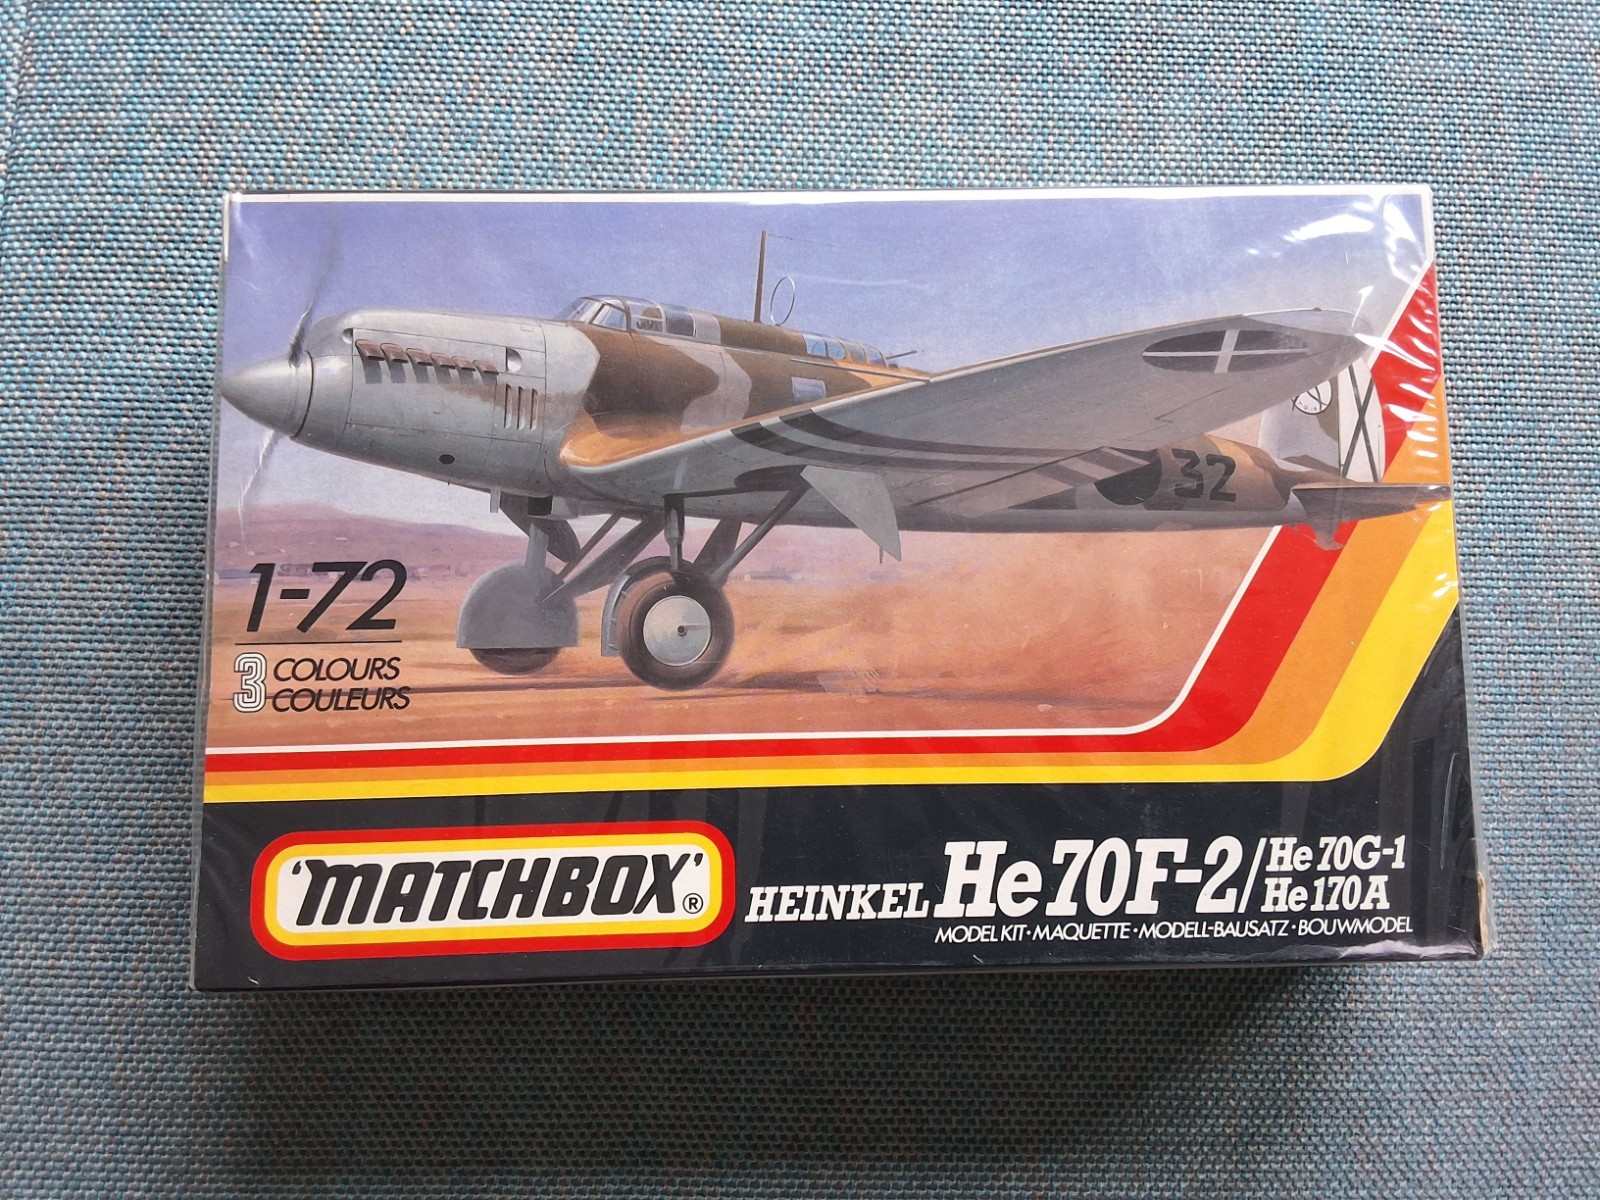 32
1-72
3 COLOURS
COULEURS
'MATCHBOX'®
HEINKEL He 70F-2/He 70G-1
He 170A
MODEL KIT·MAQUETTE·MODELL-BAUSATZ·BOUWMODEL